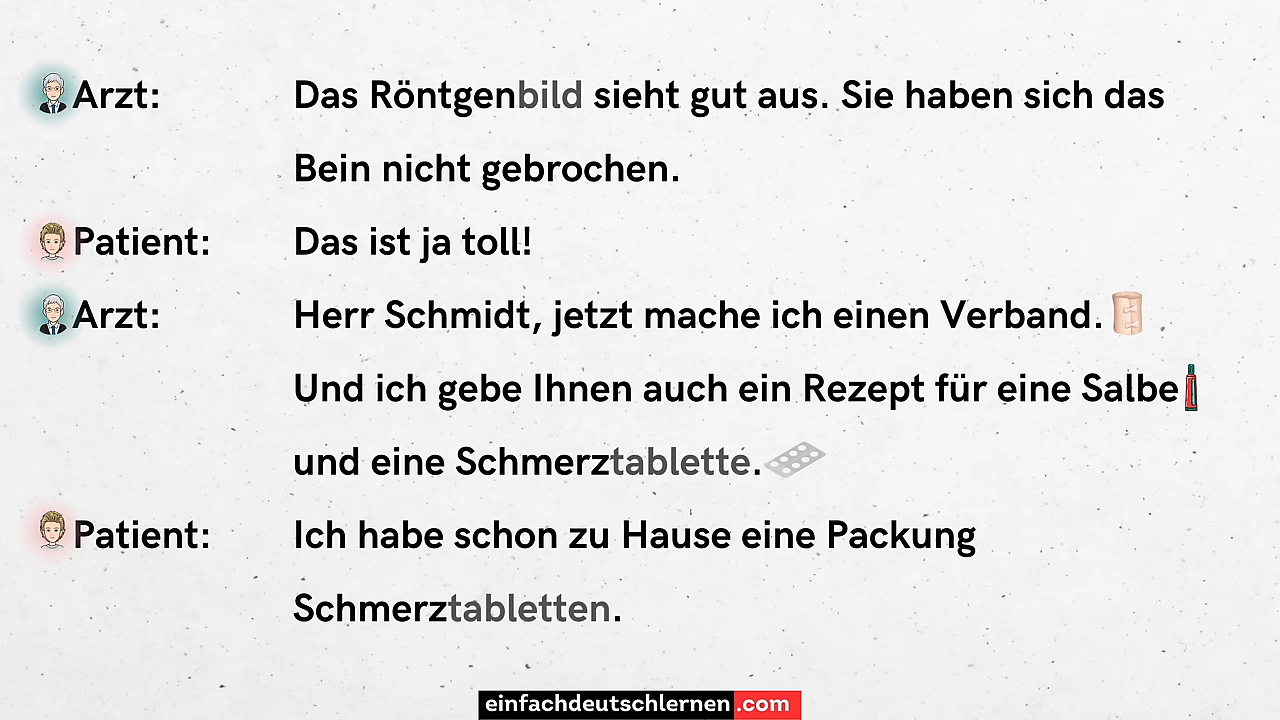 Arzt: Das Röntgenbild sieht gut aus. Sie haben sich das
Bein nicht gebrochen.
Patient: Das ist ja toll!
Arzt: Herr Schmidt, jetzt mache ich einen Verband.
Und ich gebe Ihnen auch ein Rezept für eine Salbe
und eine Schmerztablette.
Patient: Ich habe schon zu Hause eine Packung
Schmerztabletten.
einfachdeutschlernen.com